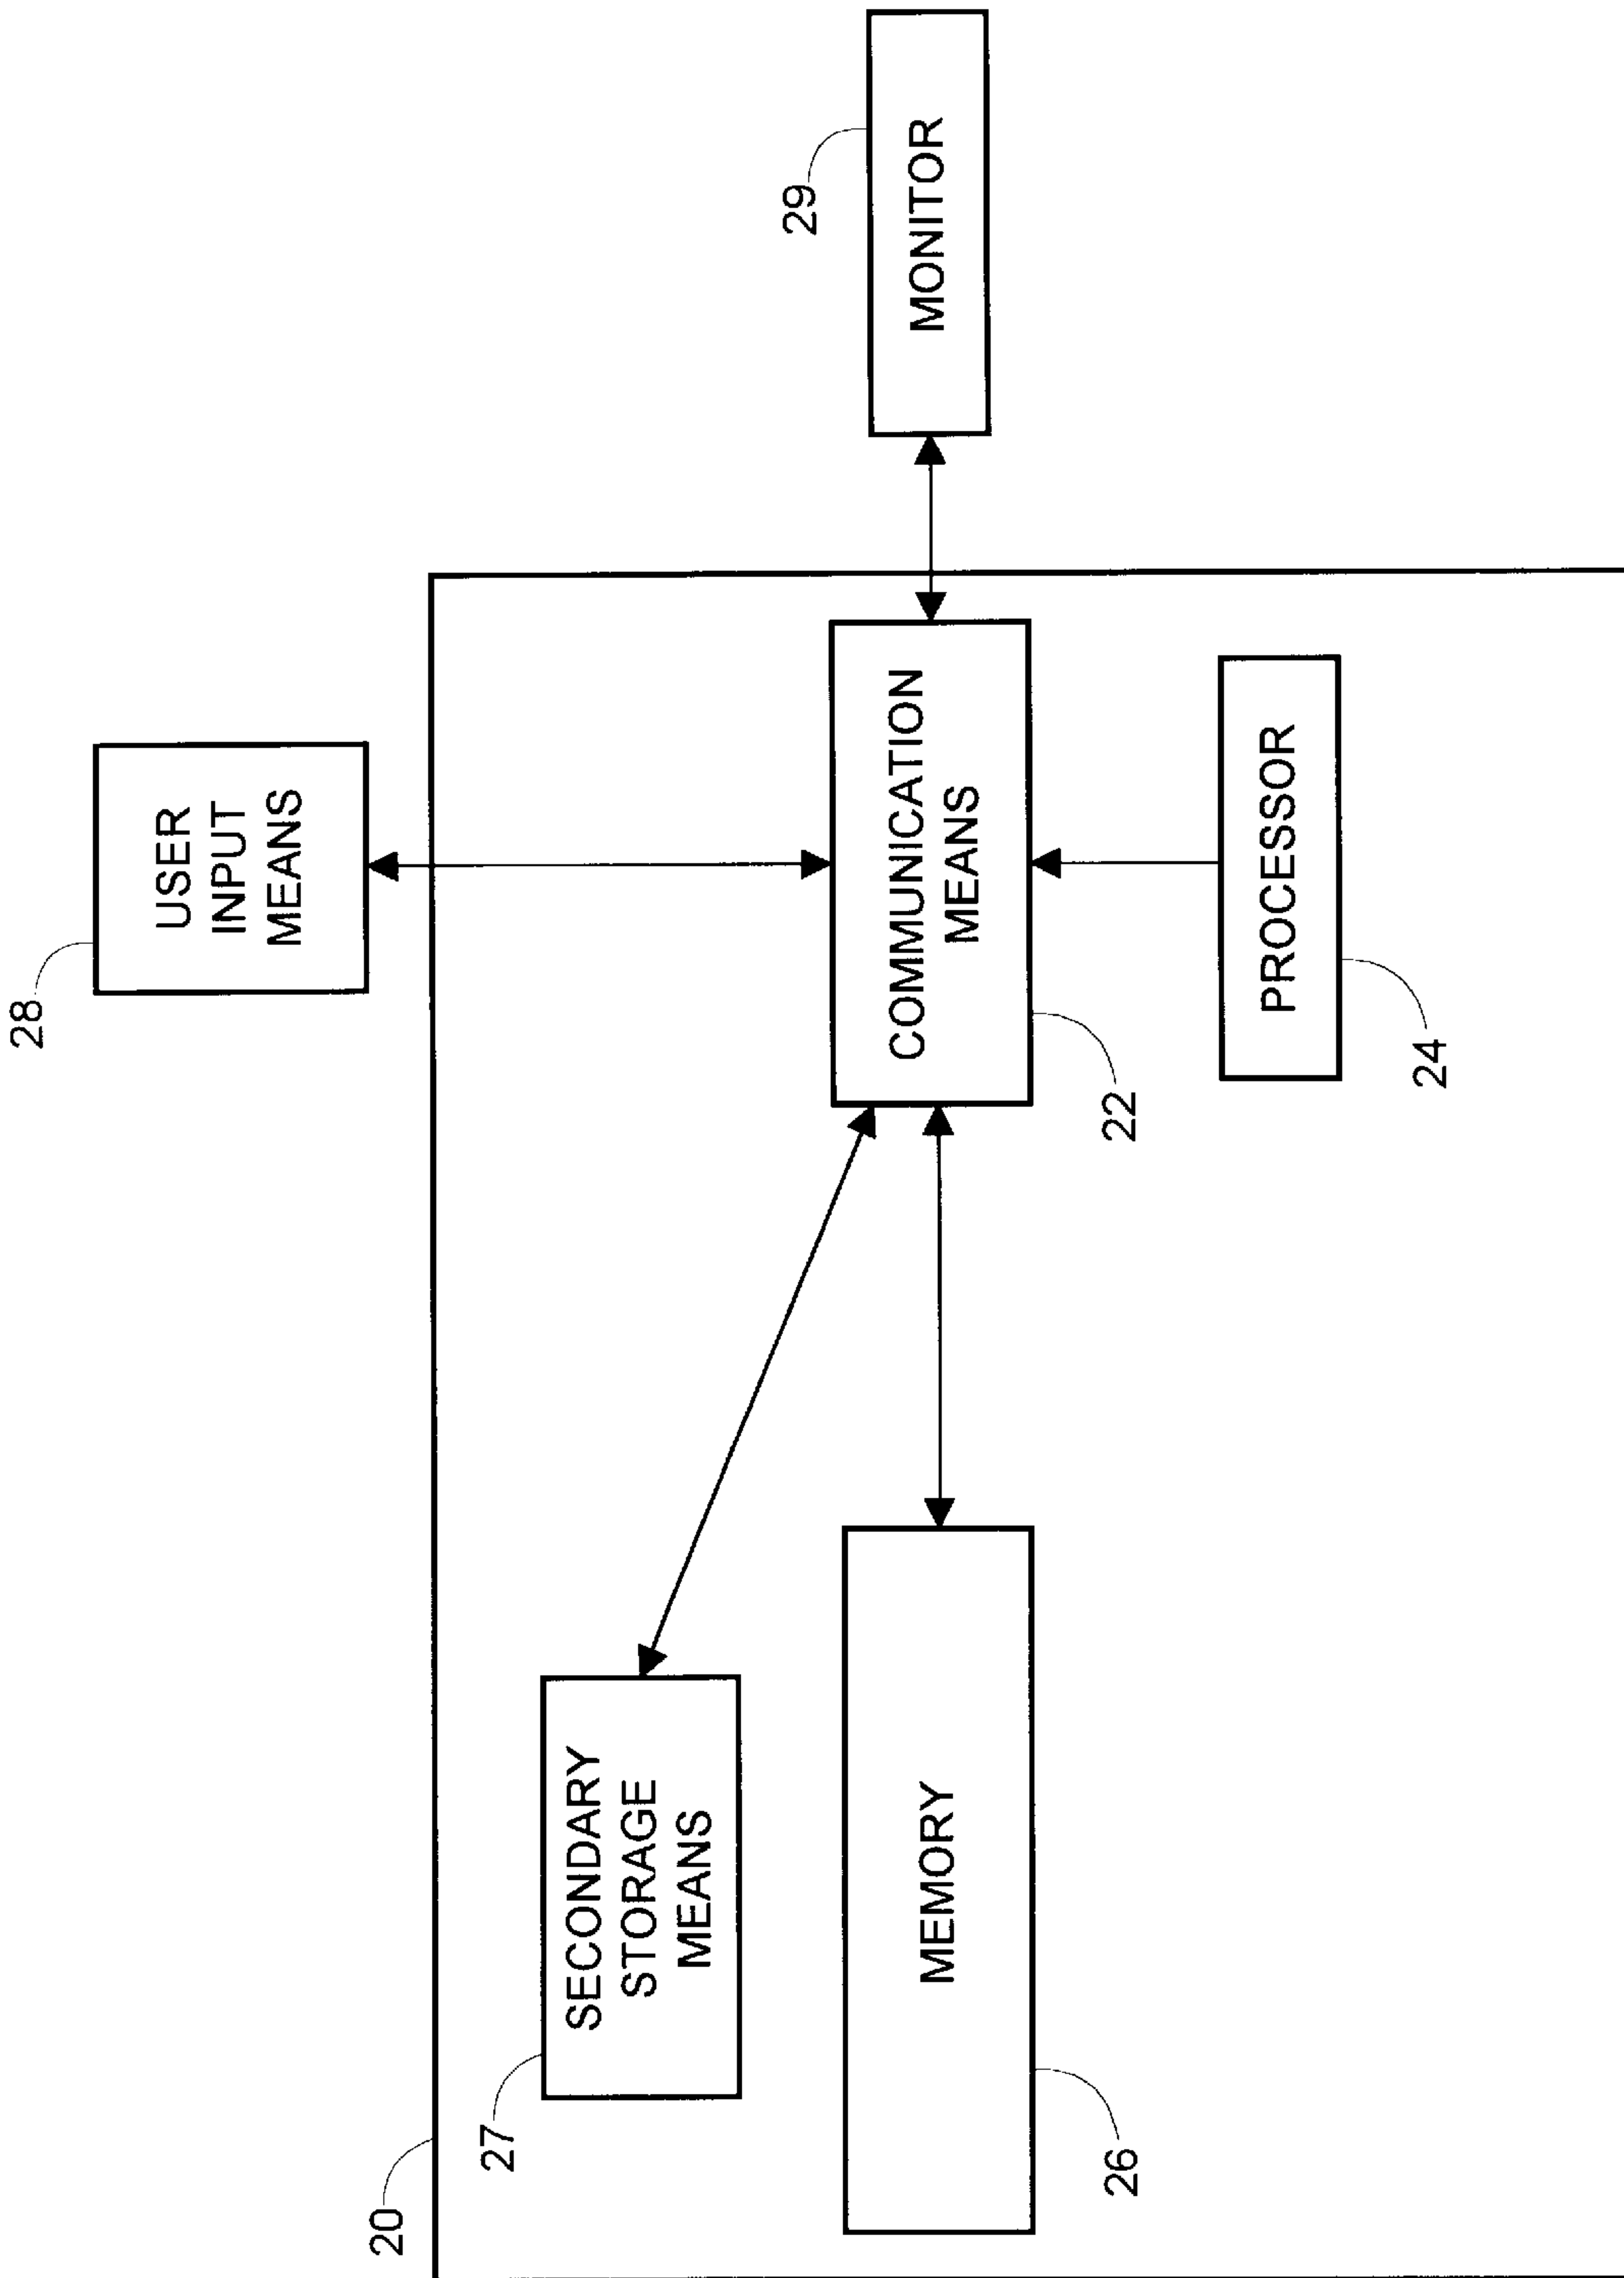 20
27
SECONDARY
STORAGE
MEANS
26
MEMORY
28
USER
INPUT
MEANS
22
COMMUNICATION
MEANS
24
PROCESSOR
29
MONITOR